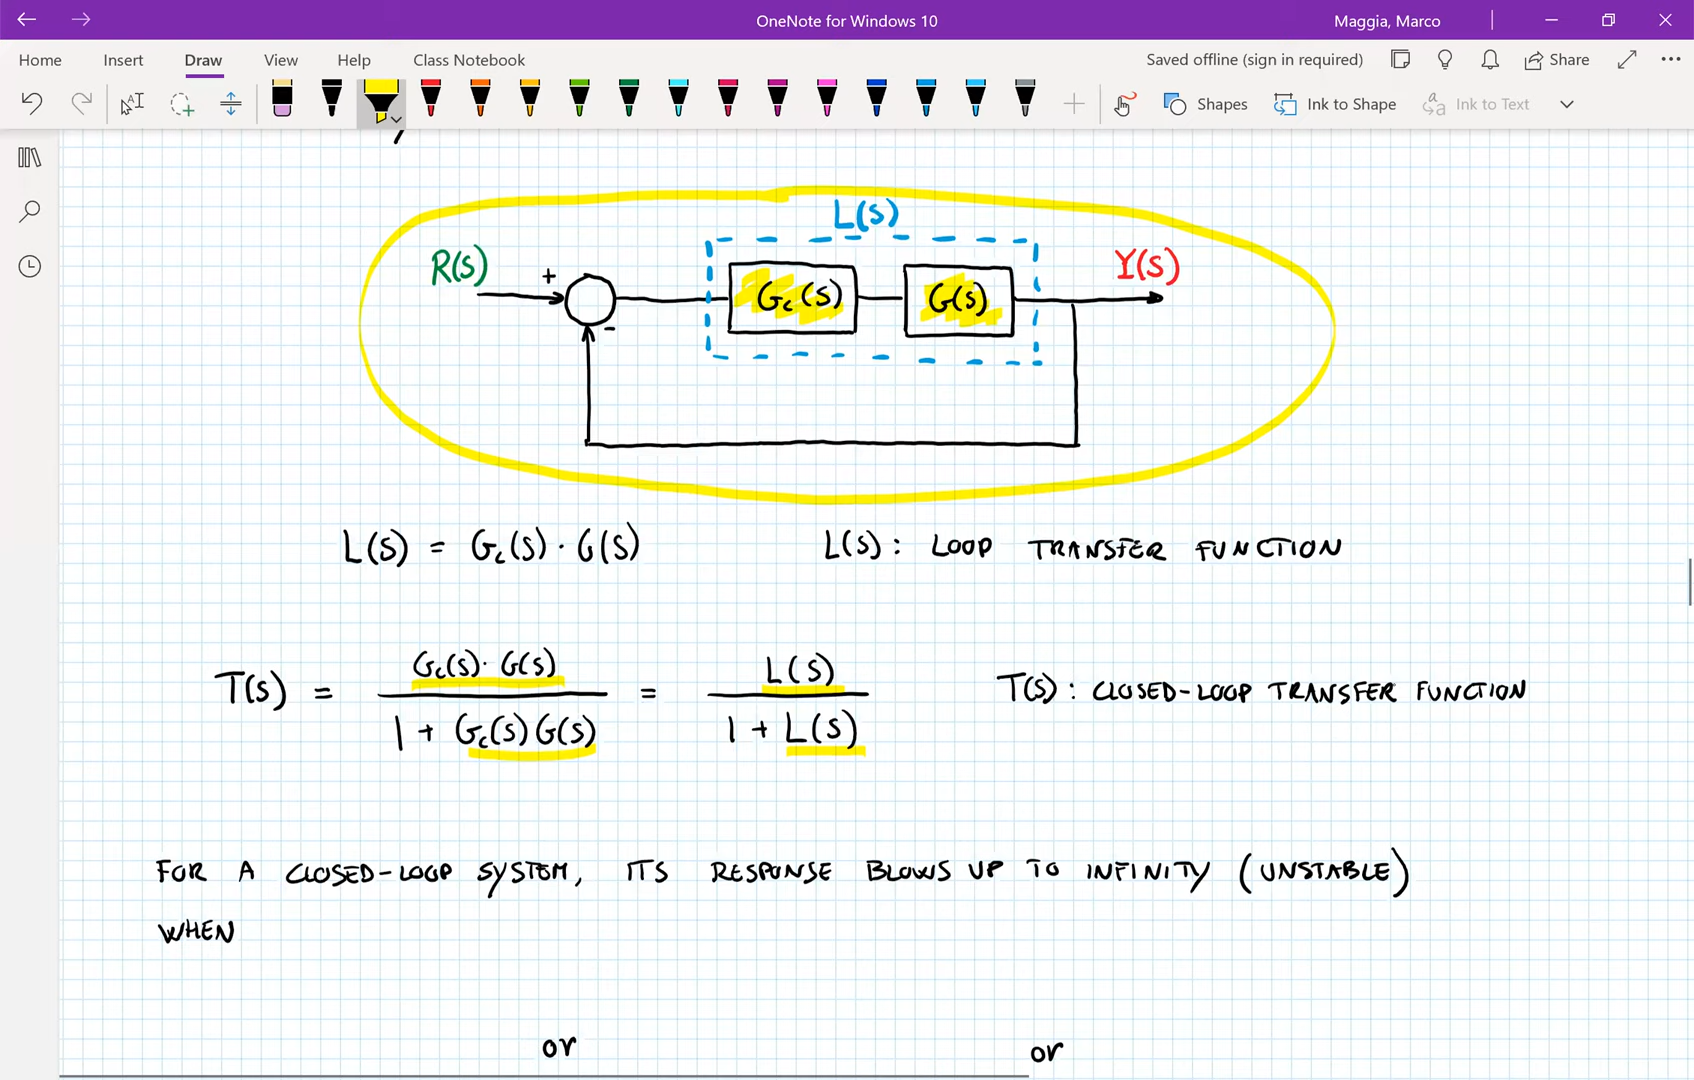 OneNote for Windows 10
Maggia, Marco
Home Insert Draw View Help Class Notebook
Saved offline (sign in required) Share
Shapes Ink to Shape Ink to Text
L(s)
R(s) + Gc(s) G(s) Y(s)
-
L(s) = Gc(s) · G(s) L(s): LOOP TRANSFER FUNCTION
Gc(s) · G(s) L(s)
T(s) = = T(s): CLOSED-LOOP TRANSFER FUNCTION
1 + Gc(s) G(s) 1 + L(s)
FOR A CLOSED-LOOP SYSTEM, ITS RESPONSE BLOWS UP TO INFINITY (UNSTABLE)
WHEN
or or